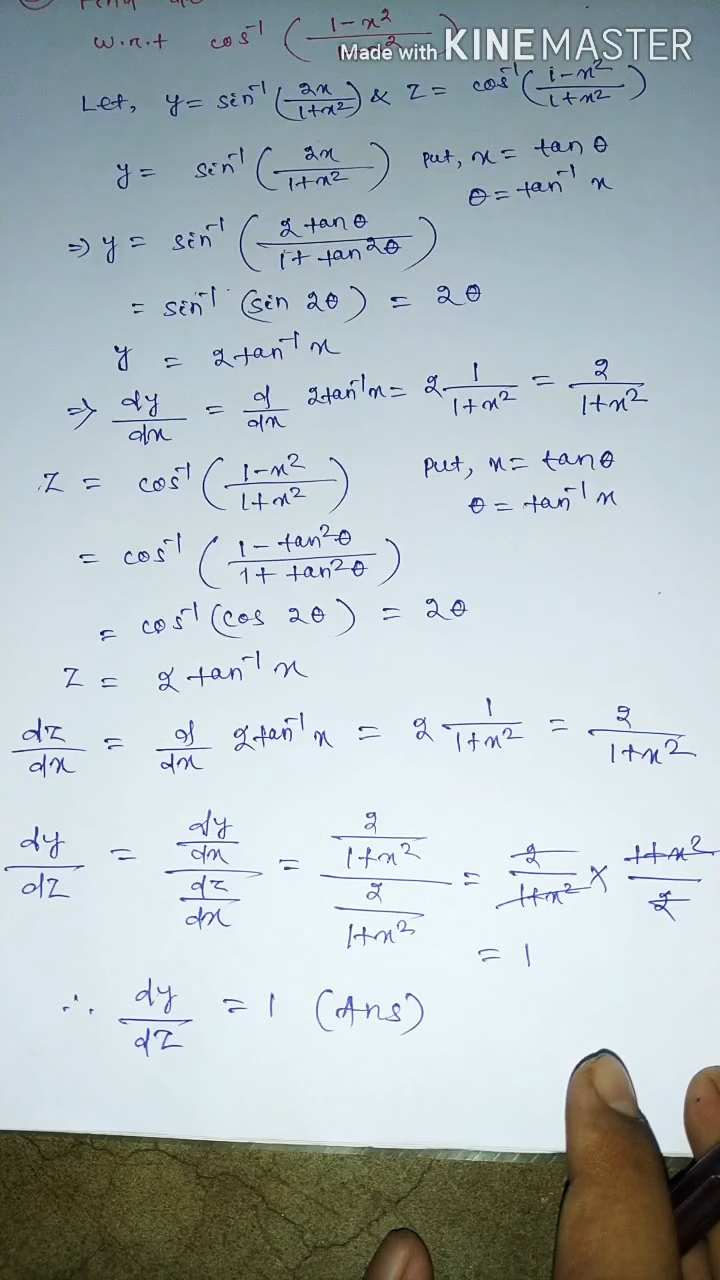 w.r.t cos⁻¹ (1-x²
Made with KINEMASTER
Let, y = sin⁻¹ (2x/1+x²) & Z = cos⁻¹ (1-x²/1+x²)
y = sin⁻¹ (2x/1+x²) Put, x = tan θ
θ = tan⁻¹ x
⇒ y = sin⁻¹ (2 tan θ/1+ tan²θ)
= sin⁻¹ (sin 2θ) = 2θ
y = 2 tan⁻¹ x
⇒ dy/dx = d/dx 2tan⁻¹x = 2 1/1+x² = 2/1+x²
Z = cos⁻¹ (1-x²/1+x²) Put, x = tan θ
θ = tan⁻¹ x
= cos⁻¹ (1 - tan²θ/1 + tan²θ)
= cos⁻¹ (cos 2θ) = 2θ
Z = 2 tan⁻¹ x
dz/dx = d/dx 2tan⁻¹x = 2 1/1+x² = 2/1+x²
dy/dz = dy/dx/dz/dx = 2/1+x²/2/1+x² = 2/1+x² × 1+x²/2
= 1
∴ dy/dz = 1 (Ans)